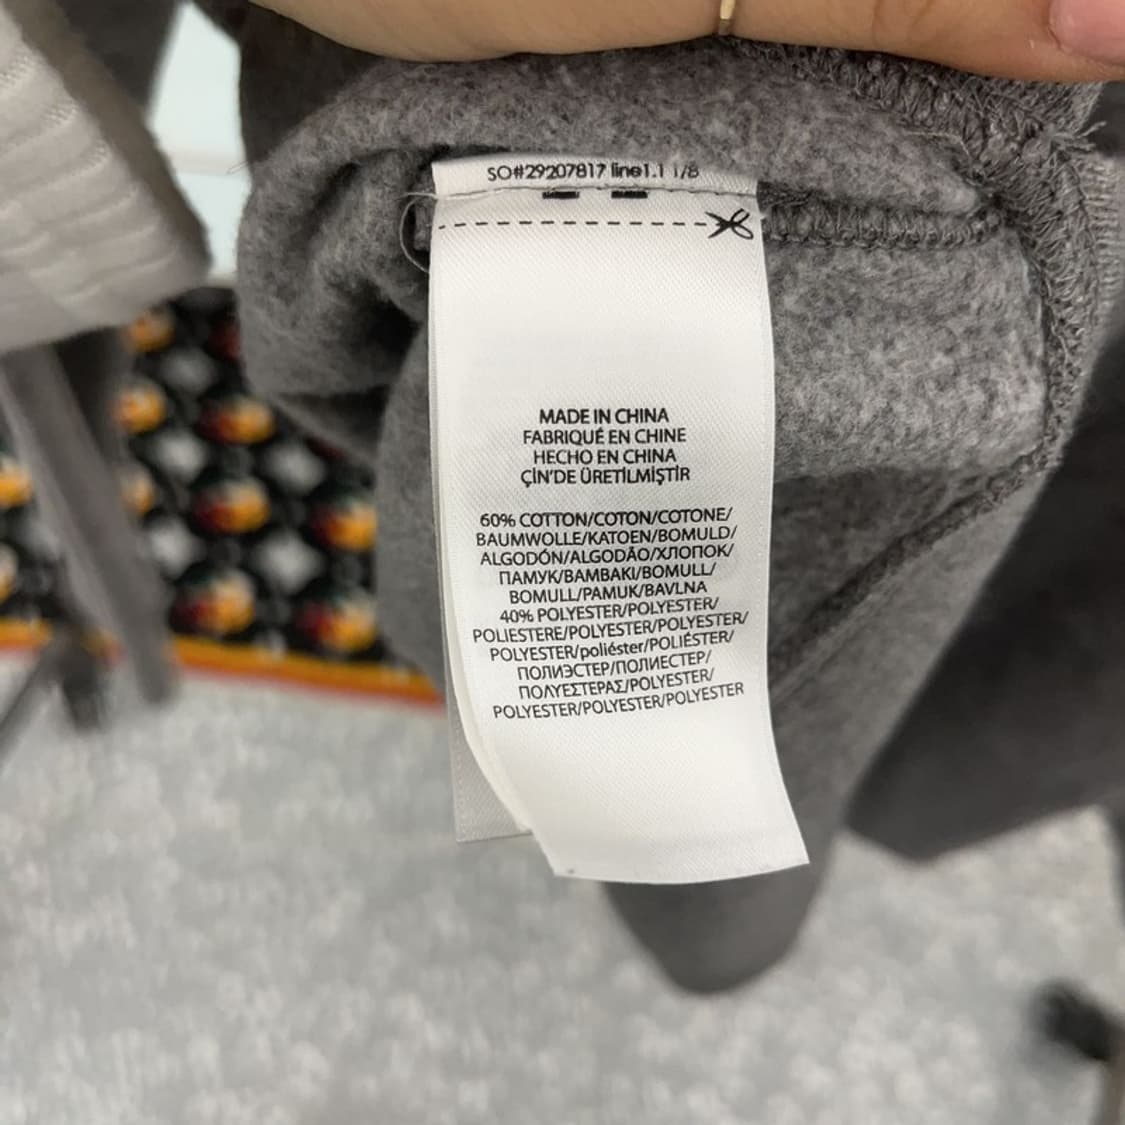 SO#29207817 line1.1 1/8
MADE IN CHINA
FABRIQUÉ EN CHINE
HECHO EN CHINA
ÇİN'DE ÜRETİLMİŞTİR
60% COTTON/COTON/COTONE/
BAUMWOLLE/KATOEN/BOMULD/
ALGODÓN/ALGODÃO/ХЛОПОК/
ПАМУК/ΒΑΜΒΑΚΙ/BOMULL/
BOMULL/PAMUK/BAVLNA
40% POLYESTER/POLYESTER/
POLIESTERE/POLYESTER/POLYESTER/
POLYESTER/poliéster/POLIÉSTER/
ПОЛИЭСТЕР/ПОЛИЕСТЕР/
ΠΟΛΥΕΣΤΕΡΑΣ/POLYESTER/
POLYESTER/POLYESTER/POLYESTER